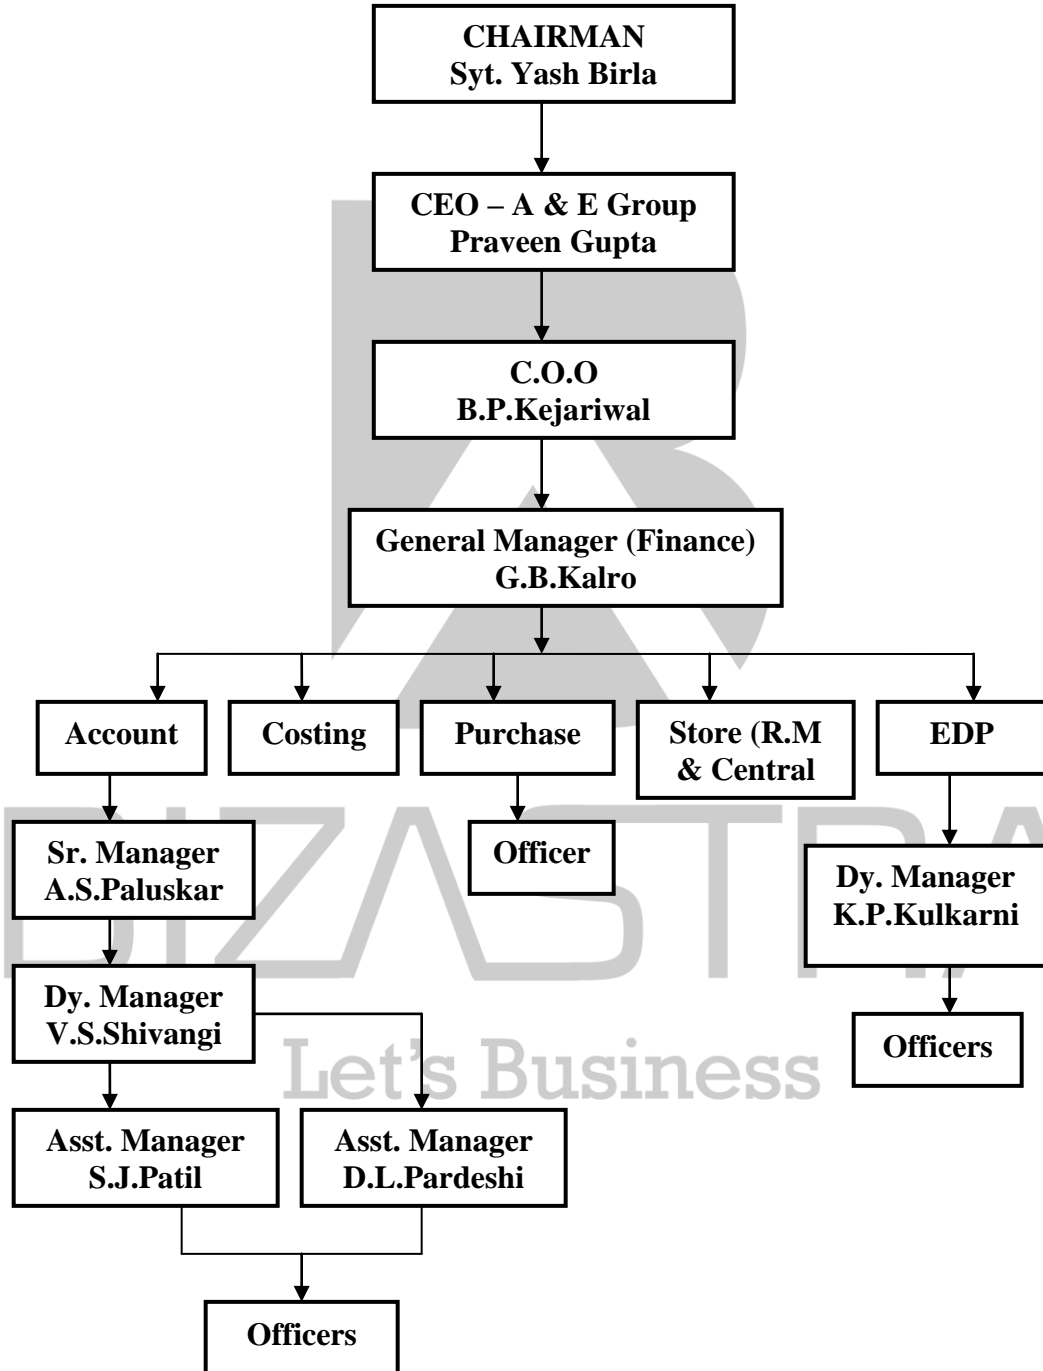 CHAIRMAN
Syt. Yash Birla
CEO – A & E Group
Praveen Gupta
C.O.O
B.P.Kejariwal
General Manager (Finance)
G.B.Kalro
Account
Costing
Purchase
Store (R.M
& Central
EDP
Sr. Manager
A.S.Paluskar
Officer
Dy. Manager
K.P.Kulkarni
Dy. Manager
V.S.Shivangi
Officers
Asst. Manager
S.J.Patil
Asst. Manager
D.L.Pardeshi
Officers
BIZASTRA
Let's Business